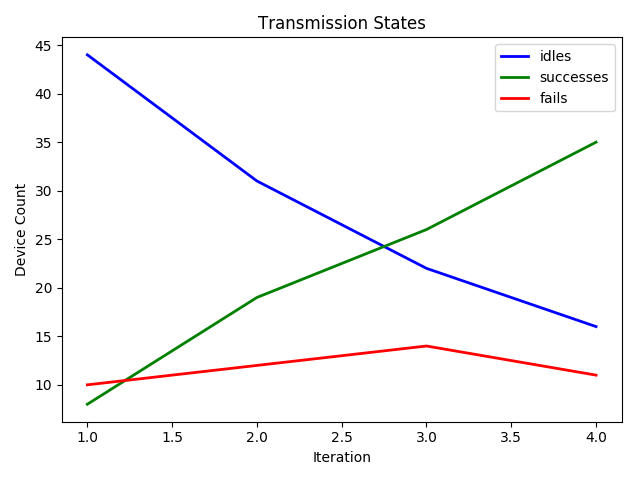 Transmission States
idles
successes
fails
Device Count
45
40
35
30
25
20
15
10
1.0 1.5 2.0 2.5 3.0 3.5 4.0
Iteration